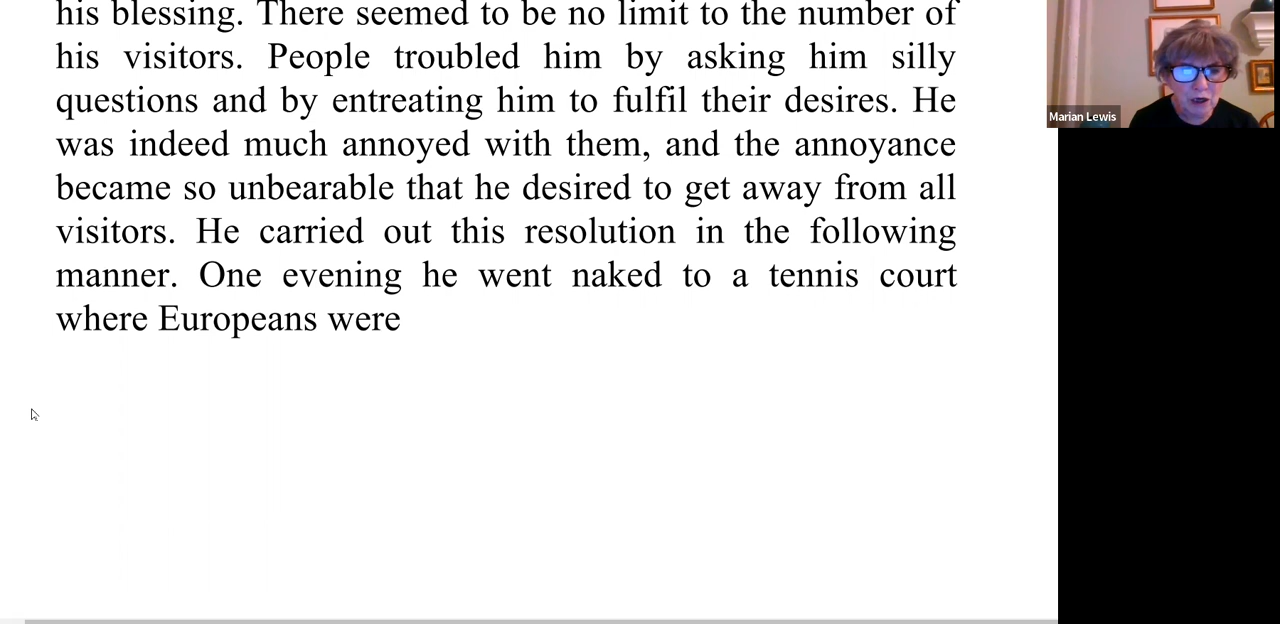 his blessing. There seemed to be no limit to the number of
his visitors. People troubled him by asking him silly
questions and by entreating him to fulfil their desires. He
was indeed much annoyed with them, and the annoyance
became so unbearable that he desired to get away from all
visitors. He carried out this resolution in the following
manner. One evening he went naked to a tennis court
where Europeans were
Marian Lewis